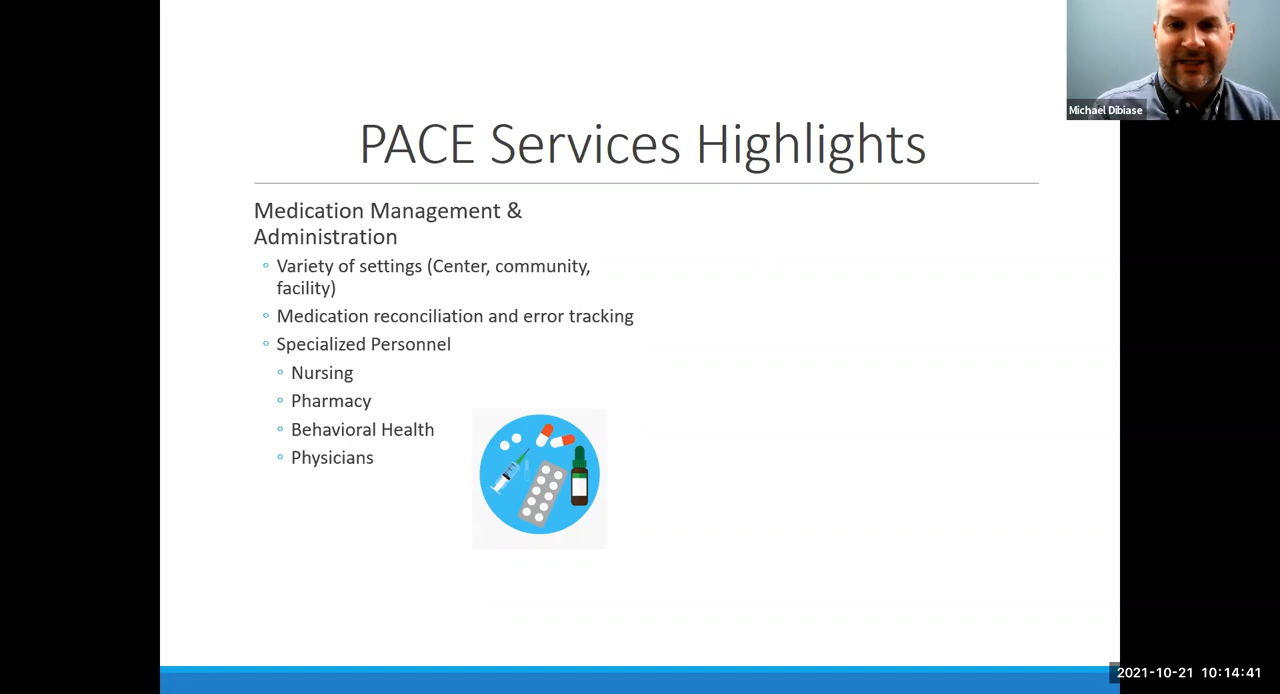 Michael Dibiase
PACE Services Highlights
Medication Management &
Administration
◦ Variety of settings (Center, community,
facility)
◦ Medication reconciliation and error tracking
◦ Specialized Personnel
◦ Nursing
◦ Pharmacy
◦ Behavioral Health
◦ Physicians
2021-10-21 10:14:41